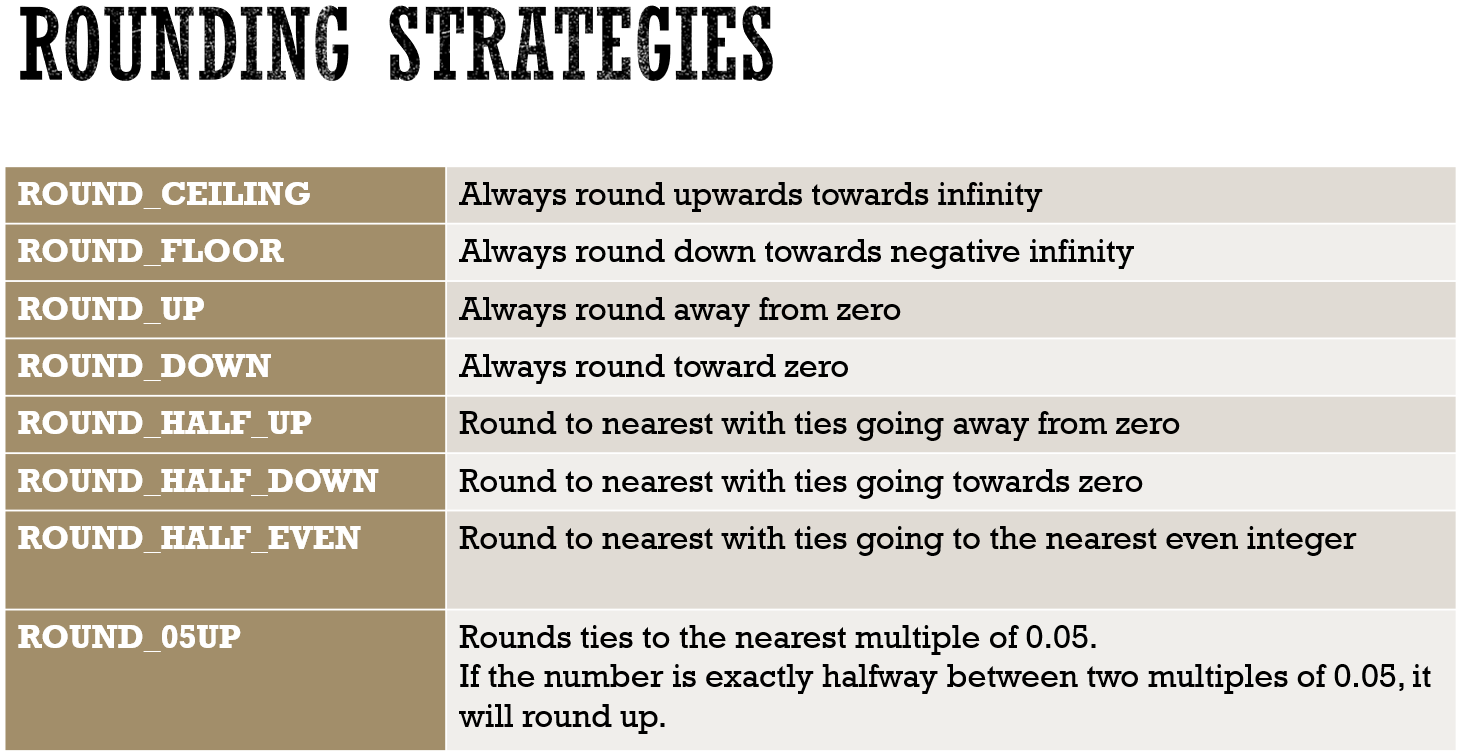 ROUNDING STRATEGIES
ROUND_CEILING Always round upwards towards infinity
ROUND_FLOOR Always round down towards negative infinity
ROUND_UP Always round away from zero
ROUND_DOWN Always round toward zero
ROUND_HALF_UP Round to nearest with ties going away from zero
ROUND_HALF_DOWN Round to nearest with ties going towards zero
ROUND_HALF_EVEN Round to nearest with ties going to the nearest even integer
ROUND_05UP Rounds ties to the nearest multiple of 0.05.
If the number is exactly halfway between two multiples of 0.05, it
will round up.